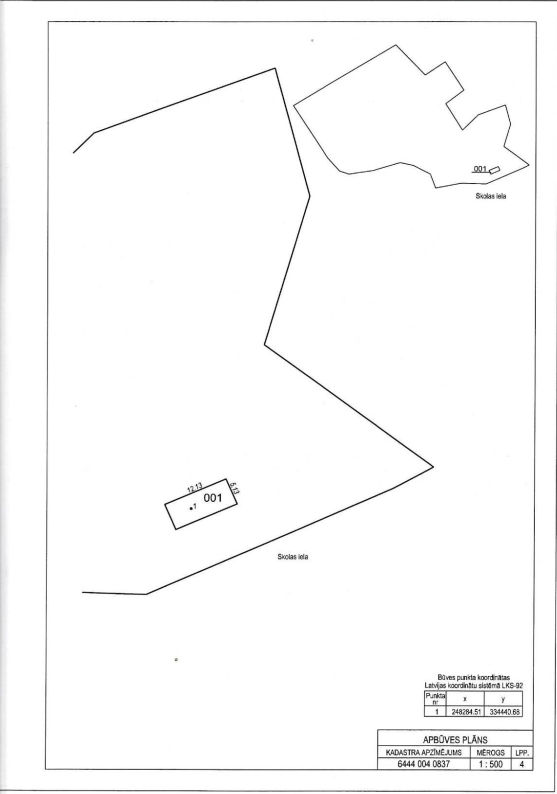 001
Skolas iela
12.13
5.13
001
1
Skolas iela
Būves punkta koordinātas
Latvijas koordinātu sistēmā LKS-92
Punkta nr x y
1 248284.51 334440.68
APBŪVES PLĀNS
KADASTRA APZĪMĒJUMS MĒROGS LPP.
6444 004 0837 1 : 500 4